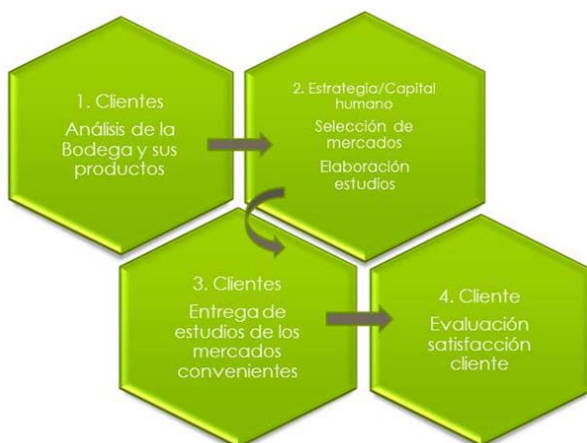 1. Clientes
Análisis de la
Bodega y sus
productos
2. Estrategia/Capital
humano
Selección de
mercados
Elaboración
estudios
3. Clientes
Entrega de
estudios de los
mercados
convenientes
4. Cliente
Evaluación
satisfacción
cliente